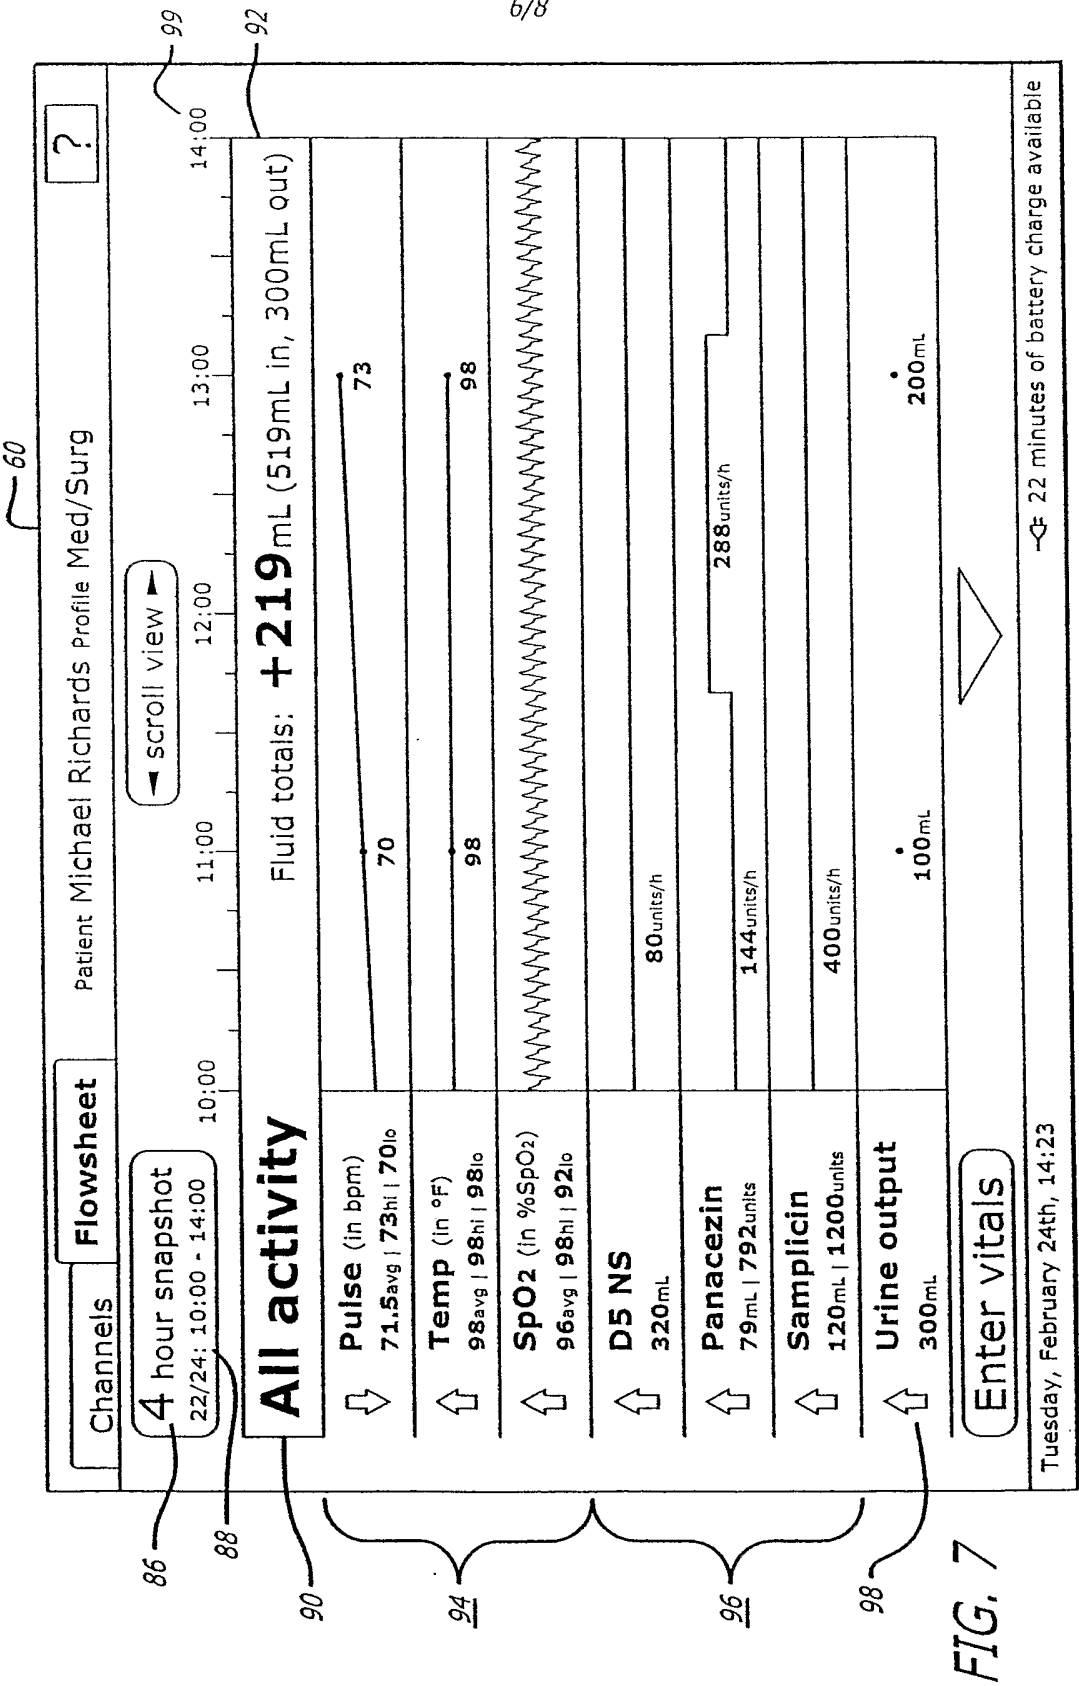 6/8
60
Channels
Flowsheet
Patient Michael Richards Profile Med/Surg
?
86
4 hour snapshot
22/24: 10:00 - 14:00
88
◄ scroll view ►
99
10:00
11:00
12:00
13:00
14:00
92
90
All activity
Fluid totals: +219mL (519mL in, 300mL out)
94
Pulse (in bpm)
71.5avg | 73hi | 70lo
70
73
Temp (in °F)
98avg | 98hi | 98lo
98
98
SpO2 (in %SpO2)
96avg | 98hi | 92lo
96
D5 NS
320mL
80units/h
Panacezin
79mL | 792units
144units/h
288units/h
Samplicin
120mL | 1200units
400units/h
98
Urine output
300mL
100mL
200mL
Enter vitals
Tuesday, February 24th, 14:23
22 minutes of battery charge available
FIG. 7